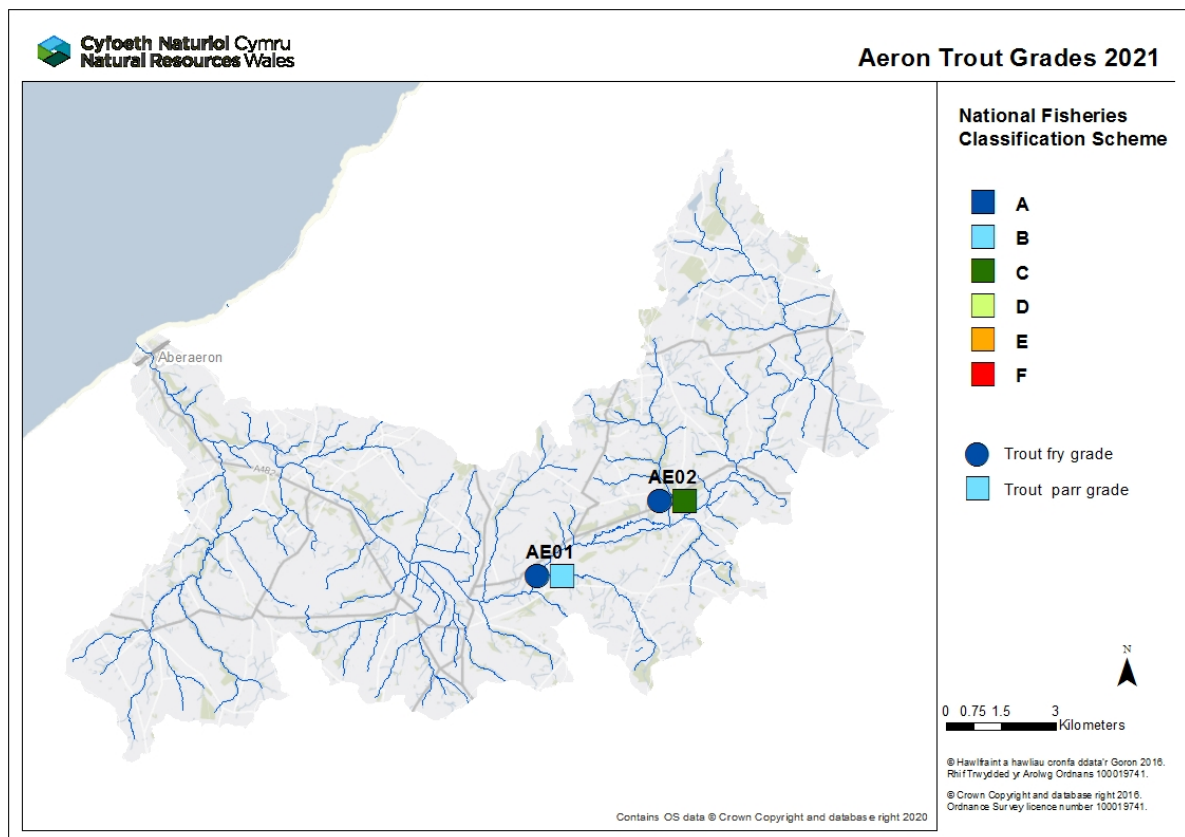 Cyfoeth Naturiol Cymru
Natural Resources Wales
Aeron Trout Grades 2021
National Fisheries
Classification Scheme
A
B
C
D
E
F
Trout fry grade
Trout parr grade
Aberaeron
AE02
AE01
N
0 0.75 1.5 3
Kilometers
© Hawlfraint a hawliau cronfa ddata'r Goron 2016.
Rhif Trwydded yr Arolwg Ordnans 100019741.
© Crown Copyright and database right 2016.
Ordnance Survey licence number 100019741.
Contains OS data © Crown Copyright and database right 2020